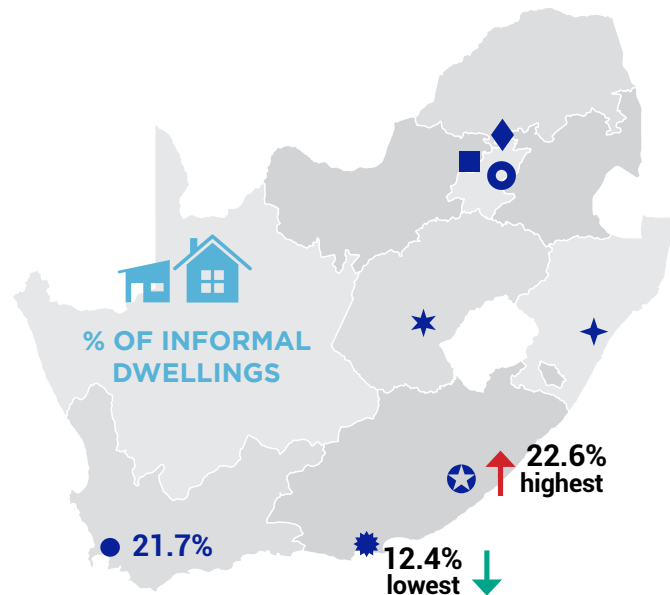 % OF INFORMAL
DWELLINGS
22.6%
highest
21.7%
12.4%
lowest